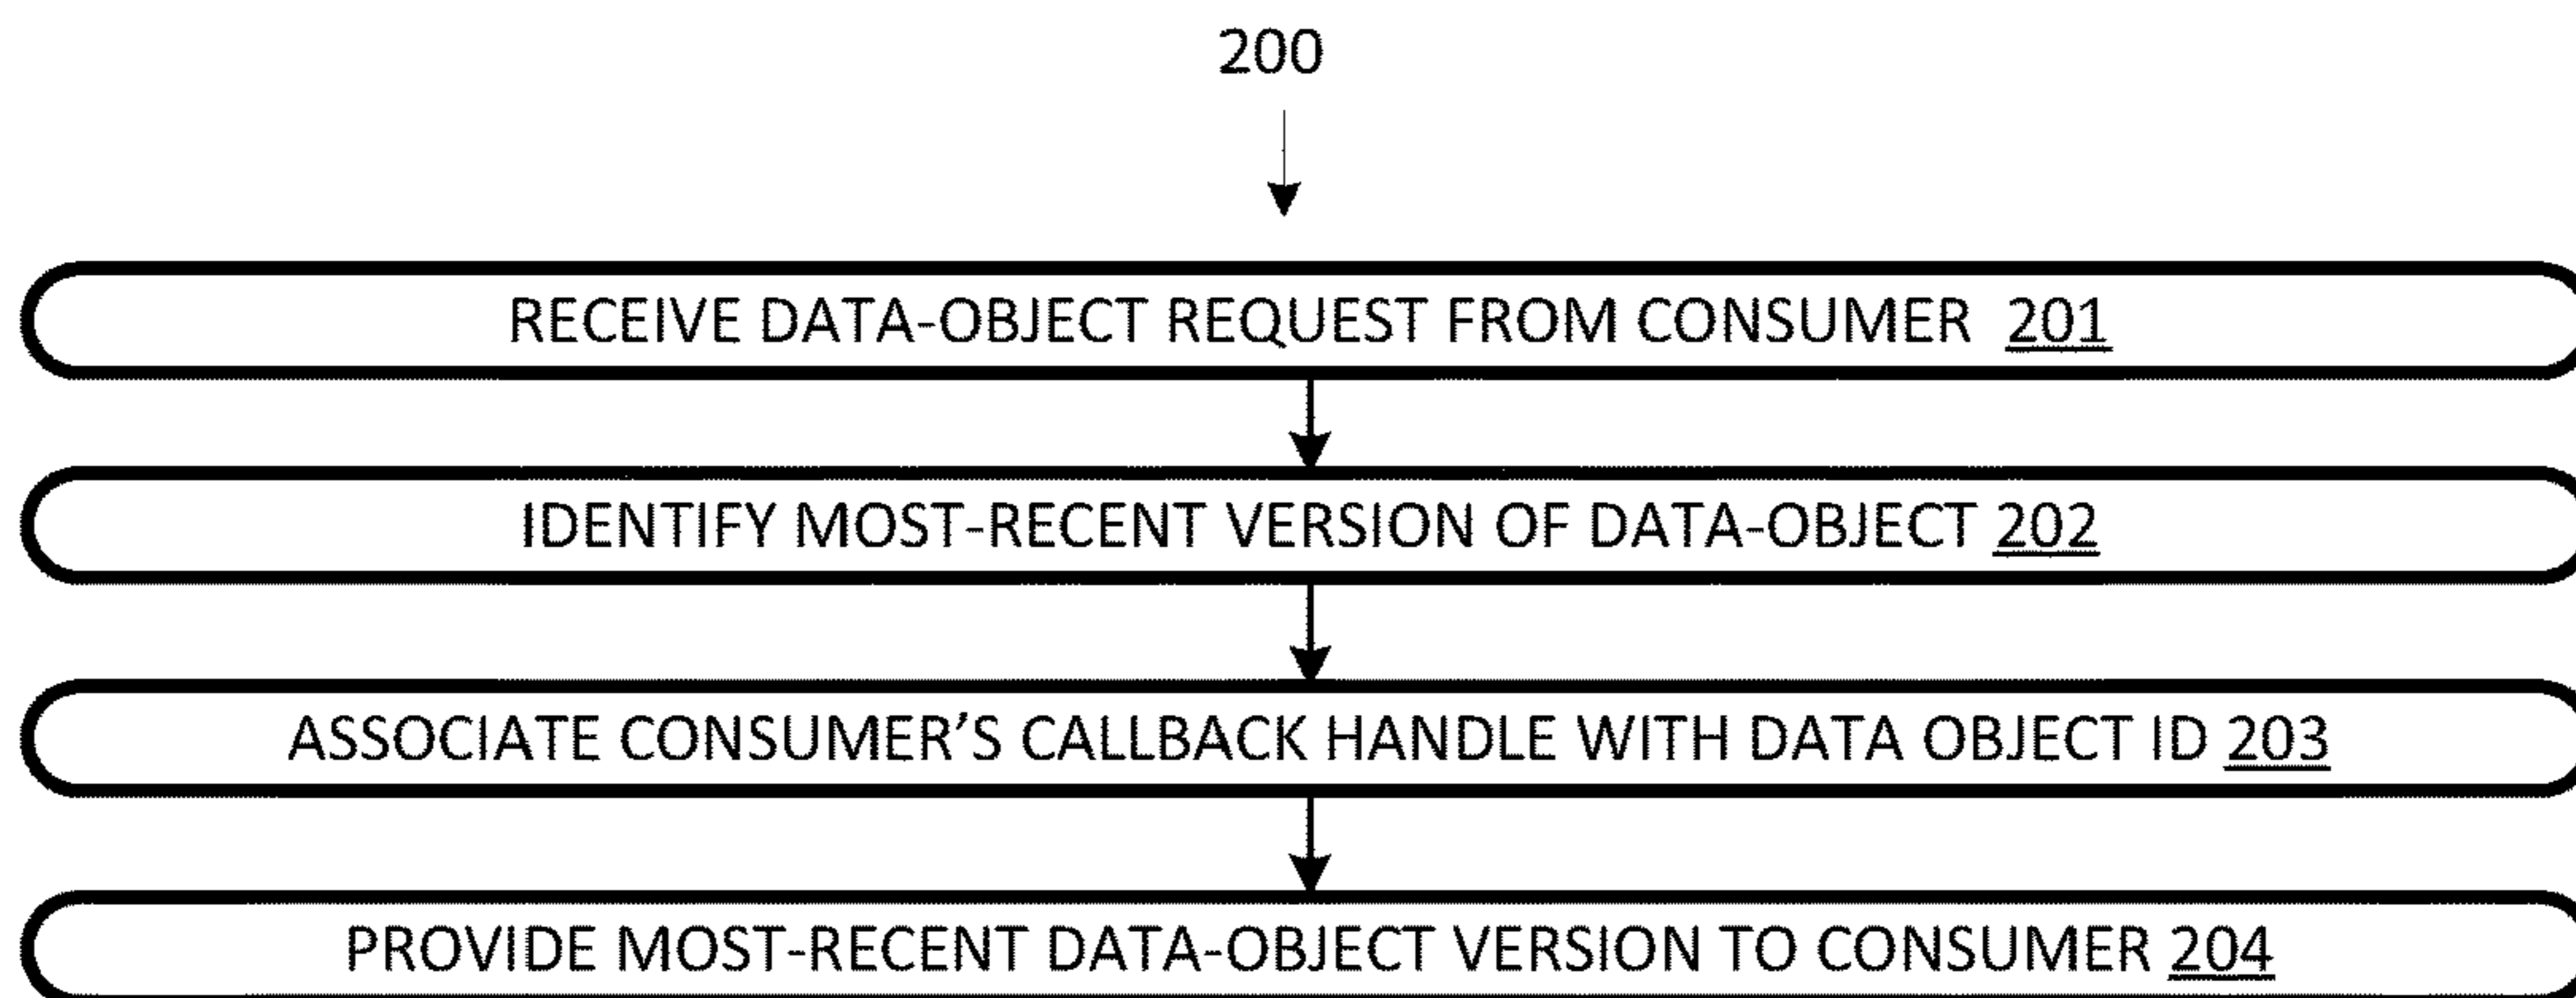 200
RECEIVE DATA-OBJECT REQUEST FROM CONSUMER 201
IDENTIFY MOST-RECENT VERSION OF DATA-OBJECT 202
ASSOCIATE CONSUMER’S CALLBACK HANDLE WITH DATA OBJECT ID 203
PROVIDE MOST-RECENT DATA-OBJECT VERSION TO CONSUMER 204